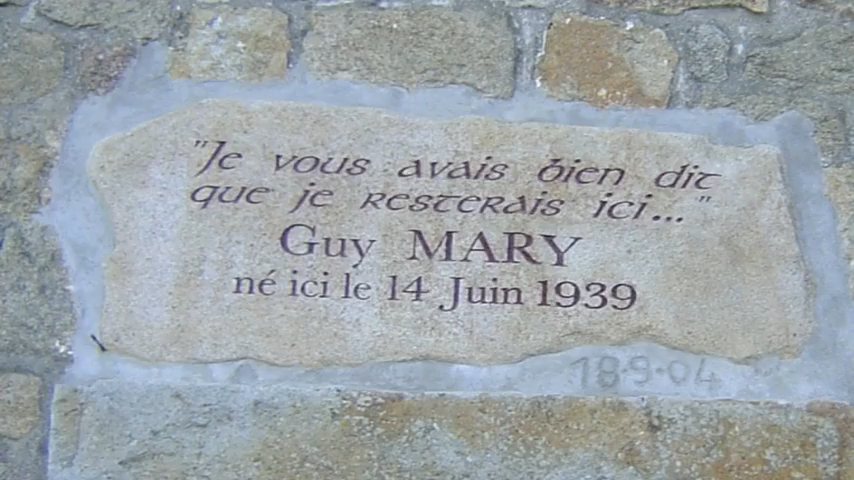 "Je vous avais bien dit
que je resterais ici..."
Guy MARY
né ici le 14 Juin 1939
18-9-04